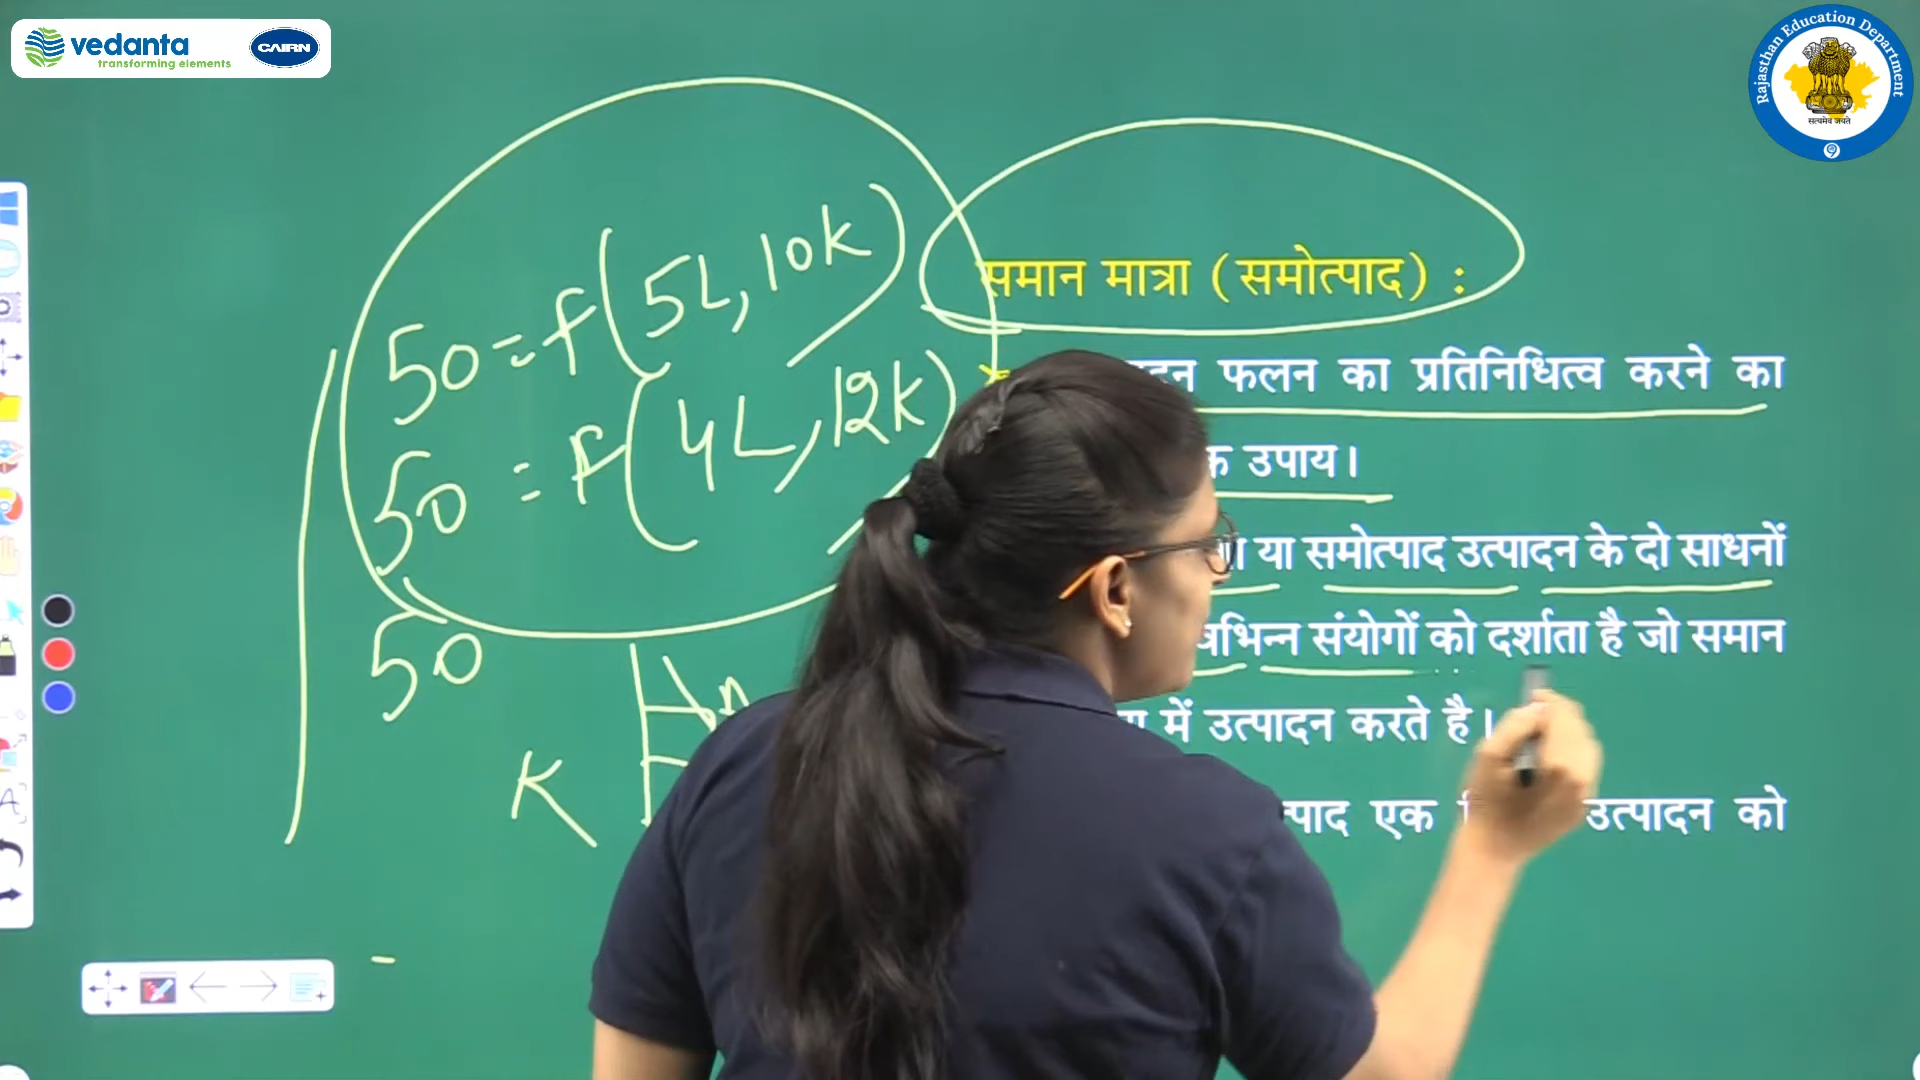 vedanta
transforming elements
CAIRN
Rajasthan Education Department
सत्यमेव जयते
50 = f(5L, 10K)
50 = f(4L, 12K)
50
K
समान मात्रा (समोत्पाद) :
फलन का प्रतिनिधित्व करने का
उपाय।
या समोत्पाद उत्पादन के दो साधनों
संयोगों को दर्शाता है जो समान
में उत्पादन करते है।
एक उत्पादन को